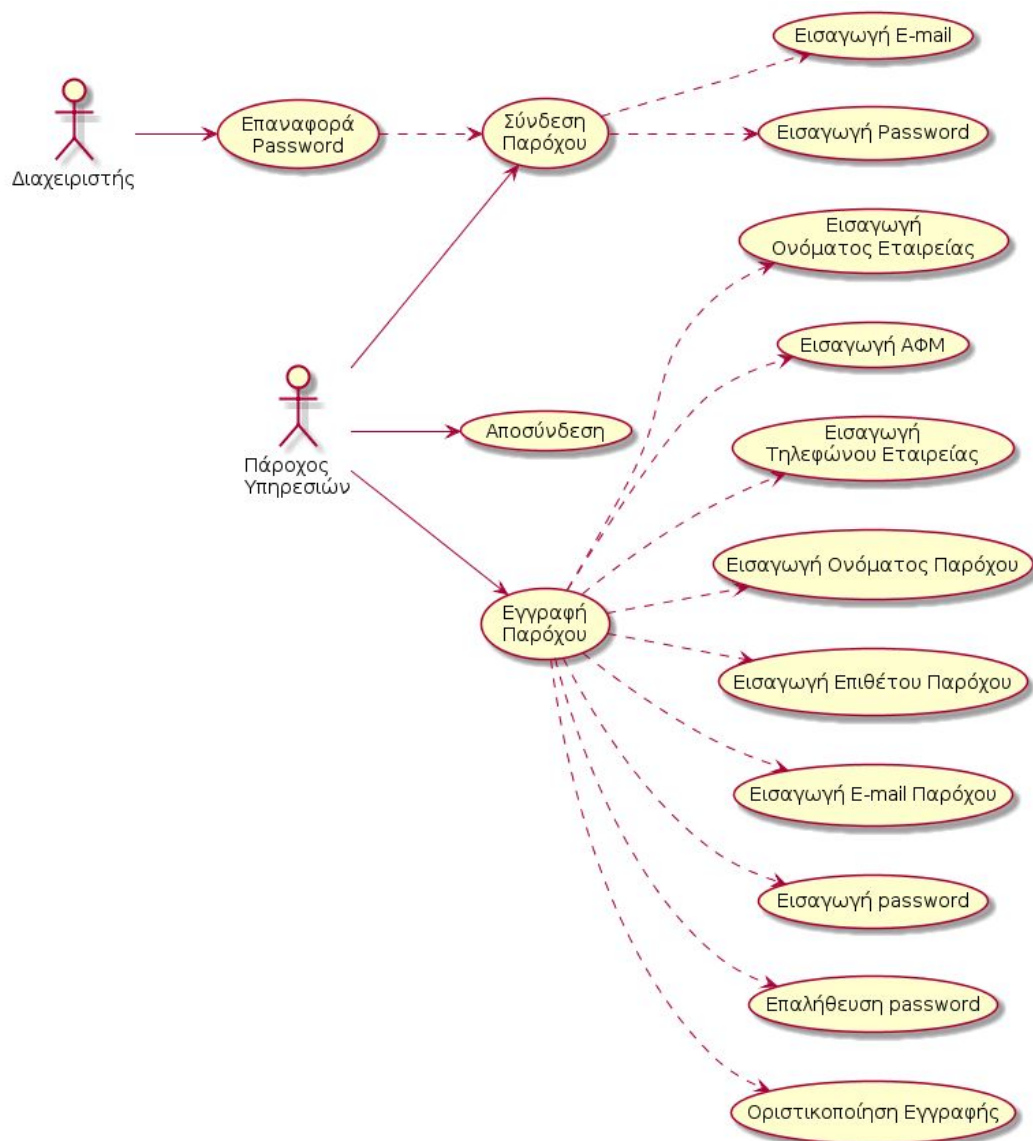 Εισαγωγή E-mail
Διαχειριστής
Επαναφορά
Password
Σύνδεση
Παρόχου
Εισαγωγή Password
Εισαγωγή
Ονόματος Εταιρείας
Εισαγωγή ΑΦΜ
Πάροχος
Υπηρεσιών
Αποσύνδεση
Εισαγωγή
Τηλεφώνου Εταιρείας
Εισαγωγή Ονόματος Παρόχου
Εγγραφή
Παρόχου
Εισαγωγή Επιθέτου Παρόχου
Εισαγωγή E-mail Παρόχου
Εισαγωγή password
Επαλήθευση password
Οριστικοποίηση Εγγραφής